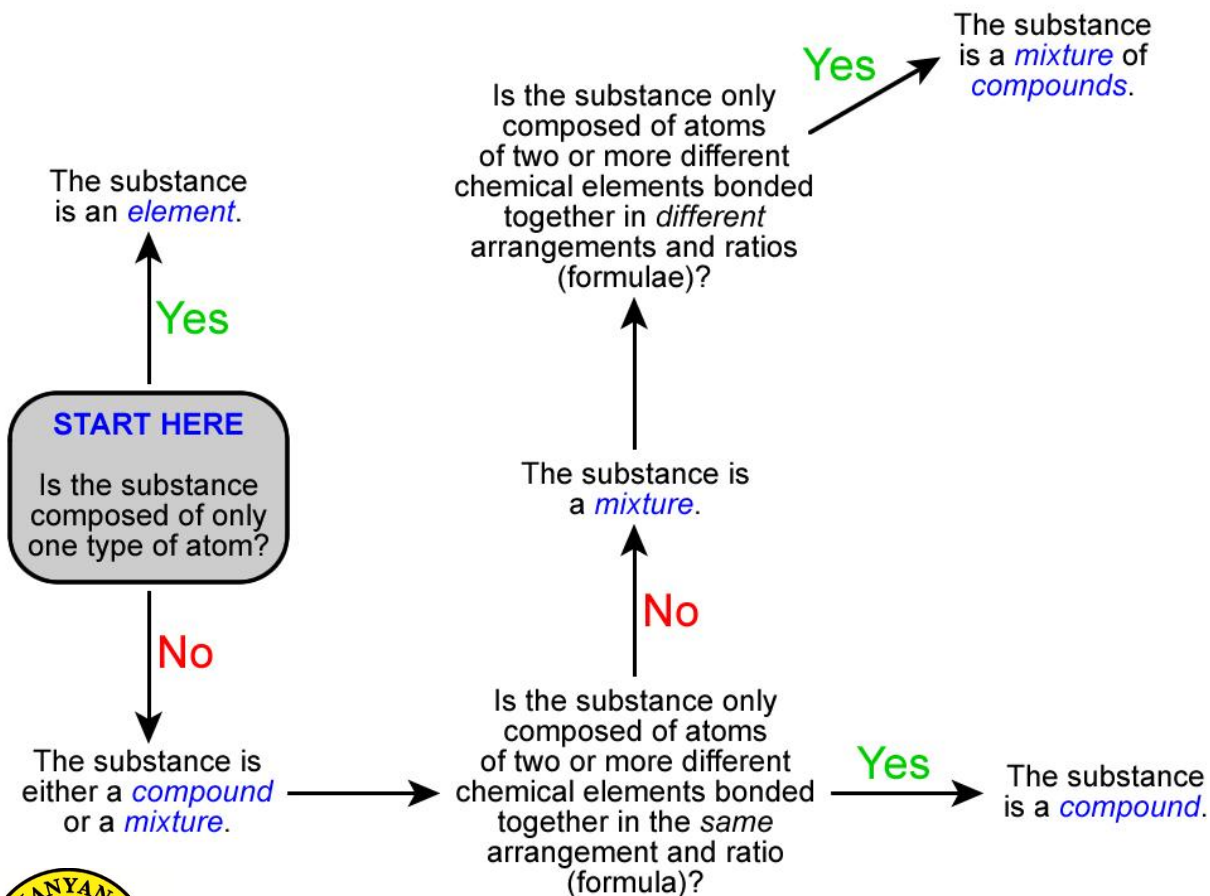 The substance
is a mixture of
compounds.
Yes
Is the substance only
composed of atoms
of two or more different
chemical elements bonded
together in different
arrangements and ratios
(formulae)?
The substance
is an element.
Yes
START HERE
Is the substance
composed of only
one type of atom?
The substance is
a mixture.
No
No
The substance is
either a compound
or a mixture.
Is the substance only
composed of atoms
of two or more different
chemical elements bonded
together in the same
arrangement and ratio
(formula)?
Yes
The substance
is a compound.